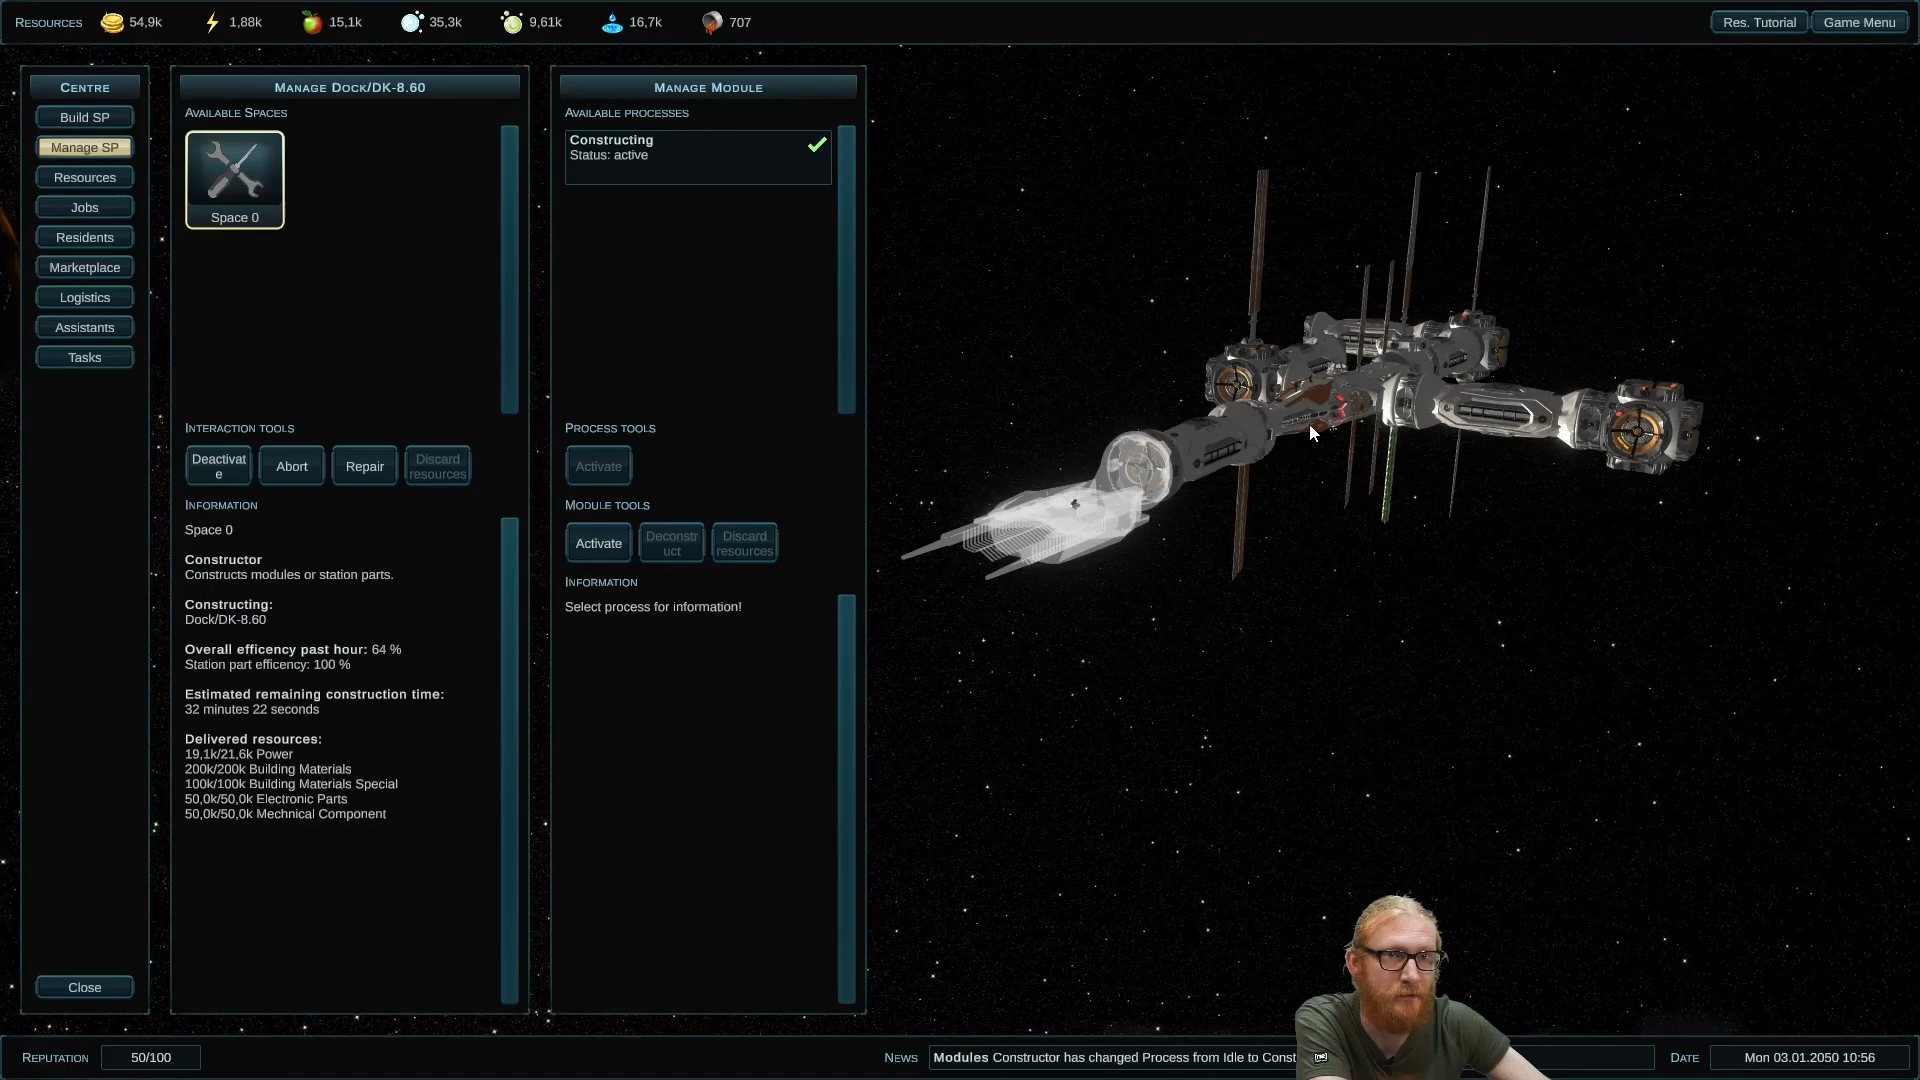 RESOURCES 54,9k 1,88k 15,1k 35,3k 9,61k 16,7k 707 Res. Tutorial Game Menu
CENTRE
Build SP
Manage SP
Resources
Jobs
Residents
Marketplace
Logistics
Assistants
Tasks
Close
MANAGE DOCK/DK-8.60
AVAILABLE SPACES
Space 0
INTERACTION TOOLS
Deactivat
e
Abort
Repair
Discard
resources
INFORMATION
Space 0
Constructor
Constructs modules or station parts.
Constructing:
Dock/DK-8.60
Overall efficency past hour: 64 %
Station part efficency: 100 %
Estimated remaining construction time:
32 minutes 22 seconds
Delivered resources:
19,1k/21,6k Power
200k/200k Building Materials
100k/100k Building Materials Special
50,0k/50,0k Electronic Parts
50,0k/50,0k Mechnical Component
MANAGE MODULE
AVAILABLE PROCESSES
Constructing
Status: active
PROCESS TOOLS
Activate
MODULE TOOLS
Activate
Deconstr
uct
Discard
resources
INFORMATION
Select process for information!
REPUTATION 50/100
NEWS Modules Constructor has changed Process from Idle to Const
DATE Mon 03.01.2050 10:56